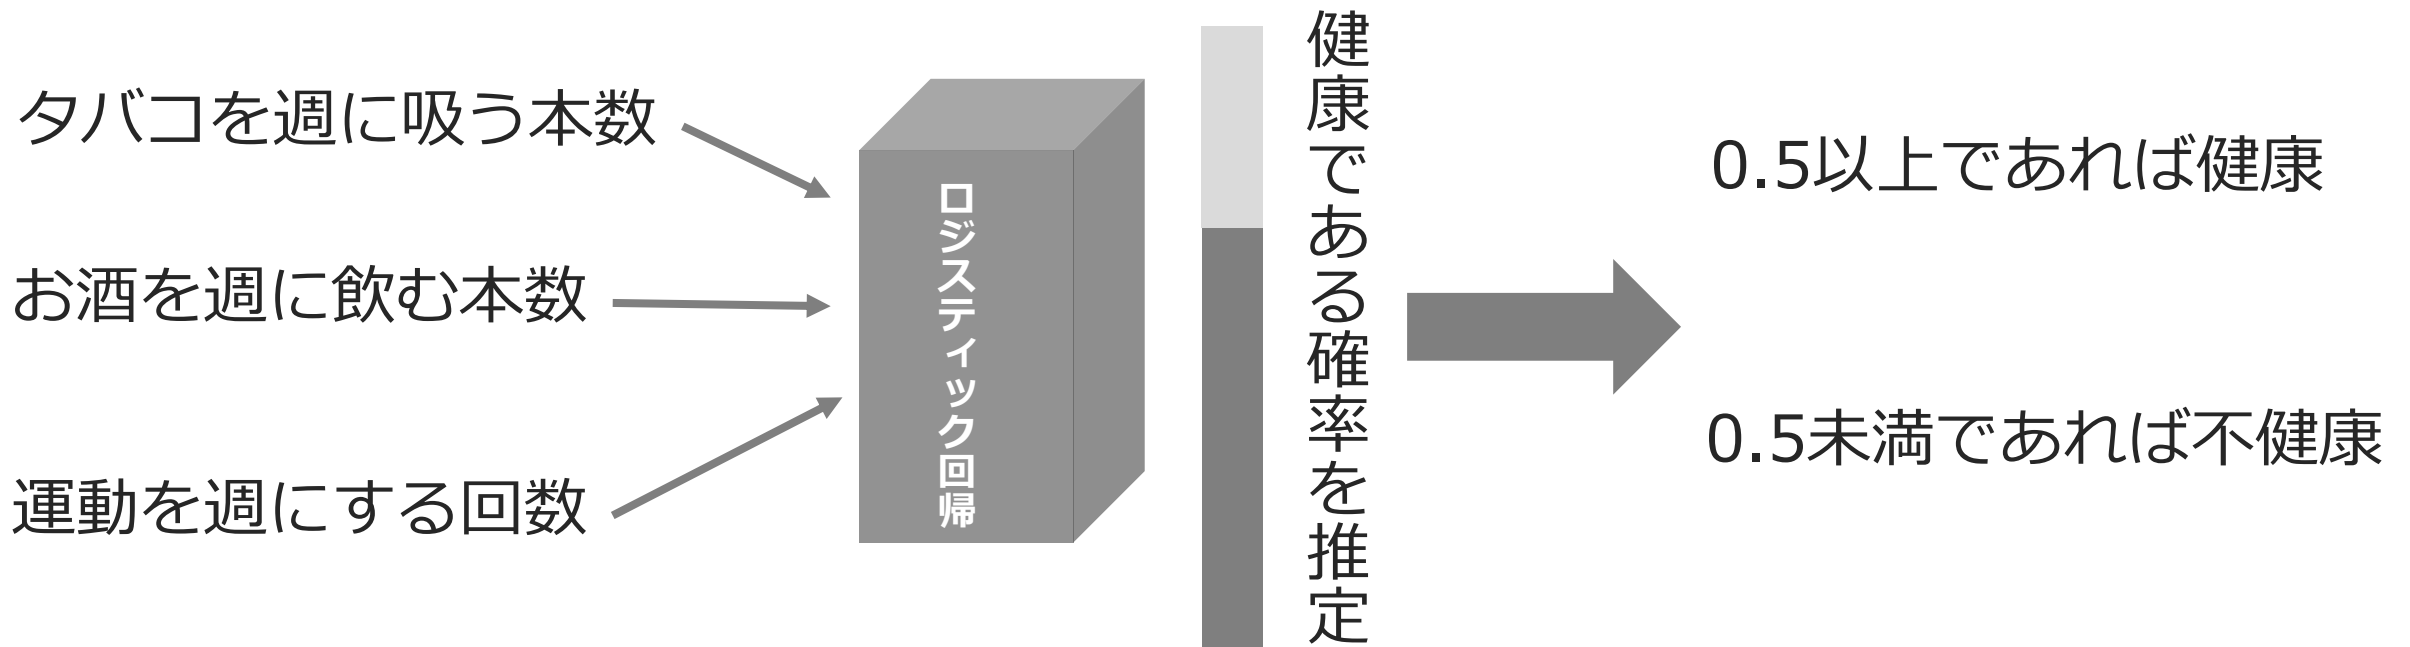 タバコを週に吸う本数
お酒を週に飲む本数
運動を週にする回数
ロジスティック回帰
健康である確率を推定
0.5以上であれば健康
0.5未満であれば不健康